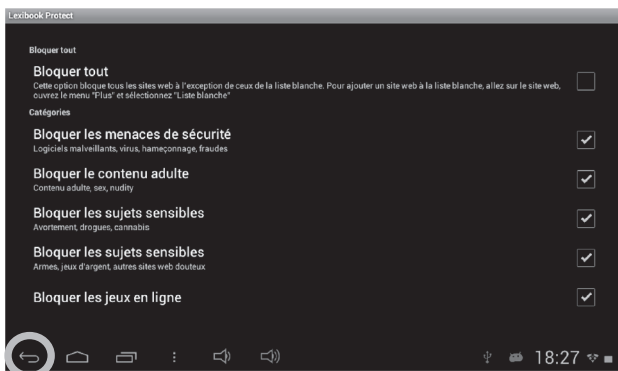 Lexibook Protect
Bloquer tout
Bloquer tout
Cette option bloque tous les sites web à l'exception de ceux de la liste blanche. Pour ajouter un site web à la liste blanche, allez sur le site web,
ouvrez le menu "Plus" et sélectionnez "Liste blanche"
Catégories
Bloquer les menaces de sécurité
Logiciels malveillants, virus, hameçonnage, fraudes
Bloquer le contenu adulte
Contenu adulte, sex, nudity
Bloquer les sujets sensibles
Avortement, drogues, cannabis
Bloquer les sujets sensibles
Armes, jeux d'argent, autres sites web douteux
Bloquer les jeux en ligne
18:27